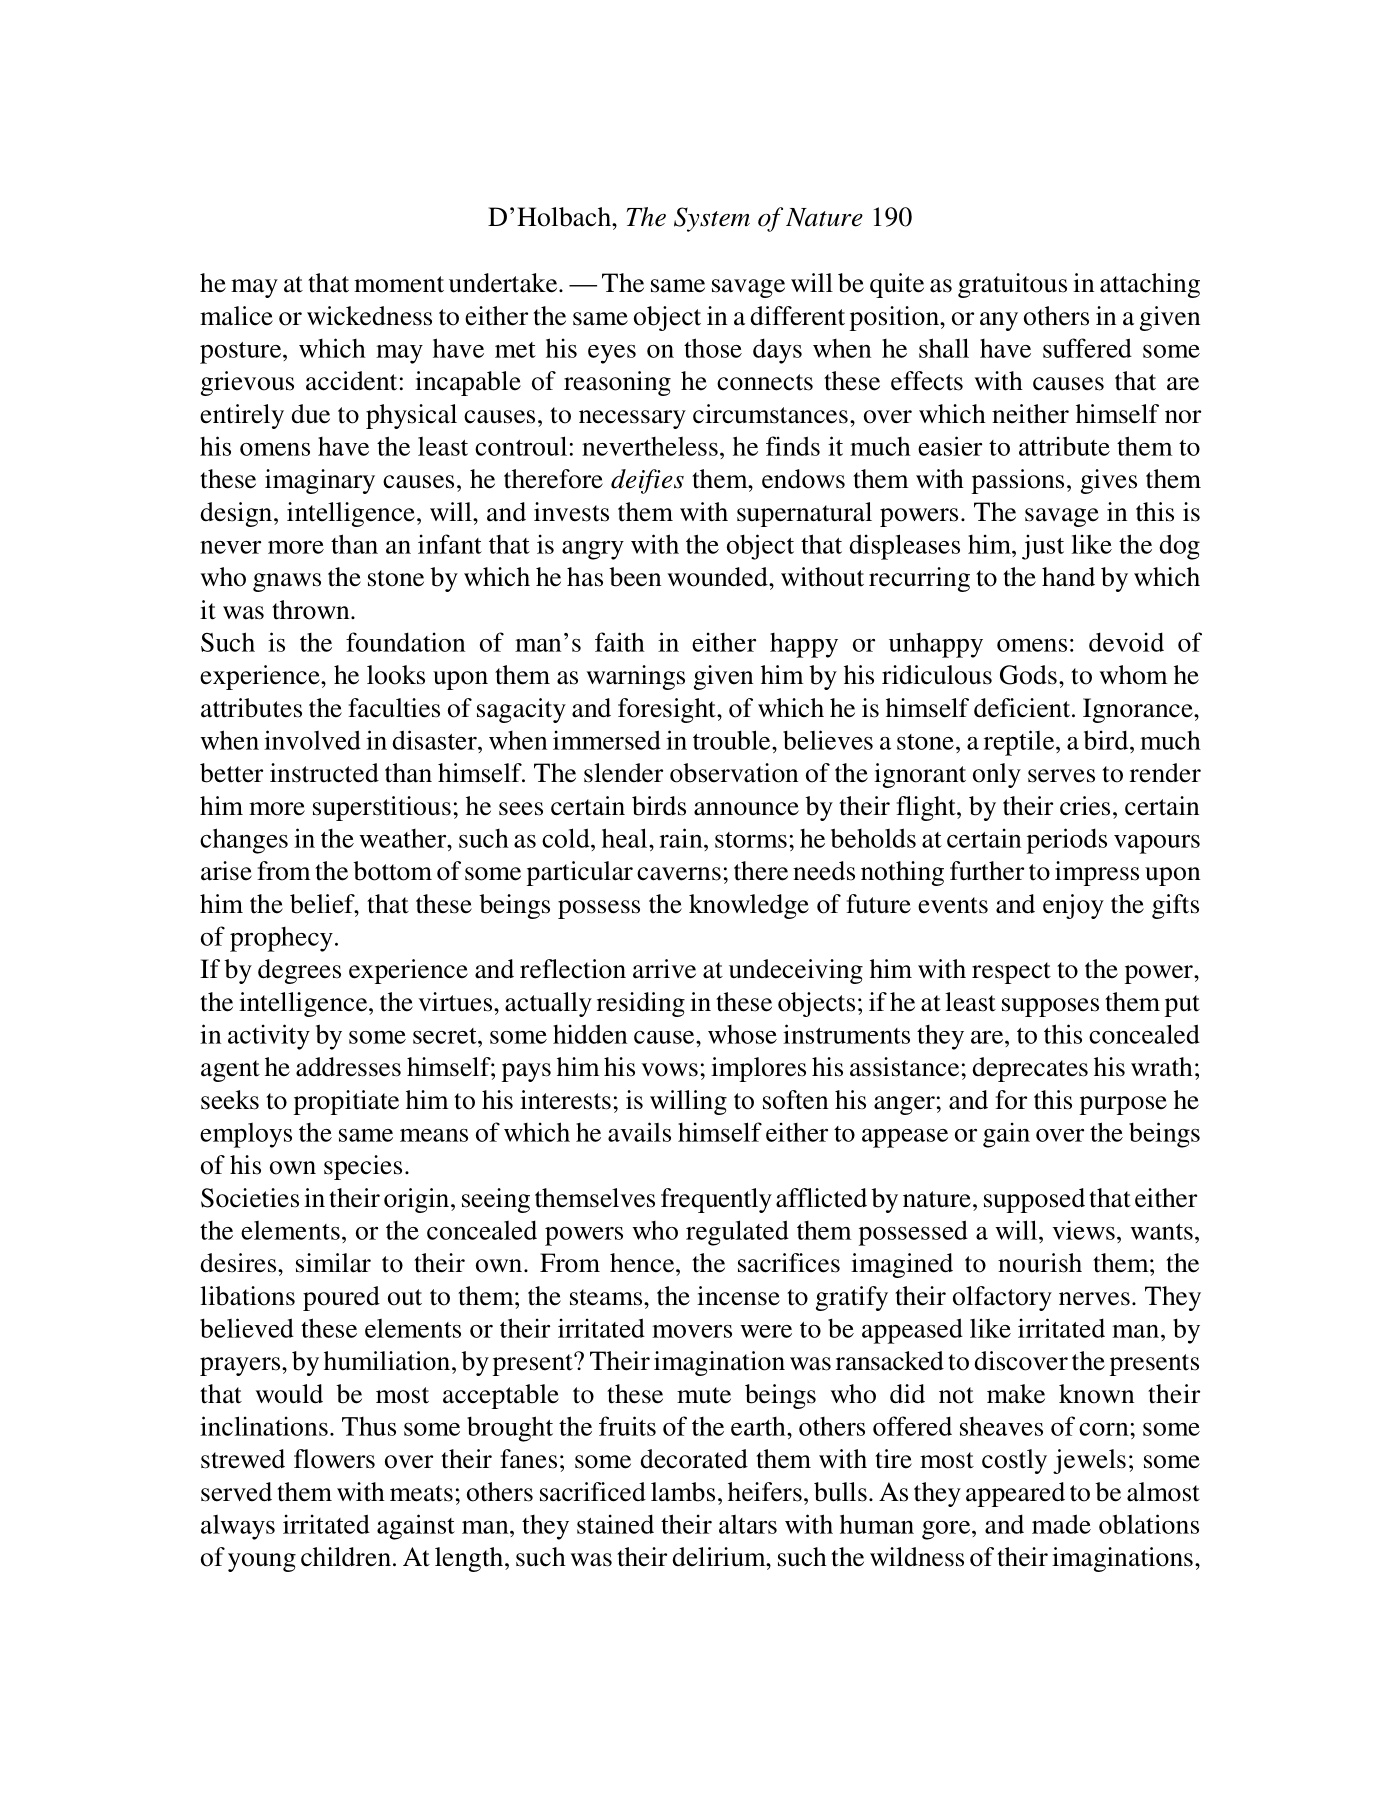 D’Holbach, The System of Nature 190
he may at that moment undertake. — The same savage will be quite as gratuitous in attaching
malice or wickedness to either the same object in a different position, or any others in a given
posture, which may have met his eyes on those days when he shall have suffered some
grievous accident: incapable of reasoning he connects these effects with causes that are
entirely due to physical causes, to necessary circumstances, over which neither himself nor
his omens have the least controul: nevertheless, he finds it much easier to attribute them to
these imaginary causes, he therefore deifies them, endows them with passions, gives them
design, intelligence, will, and invests them with supernatural powers. The savage in this is
never more than an infant that is angry with the object that displeases him, just like the dog
who gnaws the stone by which he has been wounded, without recurring to the hand by which
it was thrown.
Such is the foundation of man’s faith in either happy or unhappy omens: devoid of
experience, he looks upon them as warnings given him by his ridiculous Gods, to whom he
attributes the faculties of sagacity and foresight, of which he is himself deficient. Ignorance,
when involved in disaster, when immersed in trouble, believes a stone, a reptile, a bird, much
better instructed than himself. The slender observation of the ignorant only serves to render
him more superstitious; he sees certain birds announce by their flight, by their cries, certain
changes in the weather, such as cold, heal, rain, storms; he beholds at certain periods vapours
arise from the bottom of some particular caverns; there needs nothing further to impress upon
him the belief, that these beings possess the knowledge of future events and enjoy the gifts
of prophecy.
If by degrees experience and reflection arrive at undeceiving him with respect to the power,
the intelligence, the virtues, actually residing in these objects; if he at least supposes them put
in activity by some secret, some hidden cause, whose instruments they are, to this concealed
agent he addresses himself; pays him his vows; implores his assistance; deprecates his wrath;
seeks to propitiate him to his interests; is willing to soften his anger; and for this purpose he
employs the same means of which he avails himself either to appease or gain over the beings
of his own species.
Societies in their origin, seeing themselves frequently afflicted by nature, supposed that either
the elements, or the concealed powers who regulated them possessed a will, views, wants,
desires, similar to their own. From hence, the sacrifices imagined to nourish them; the
libations poured out to them; the steams, the incense to gratify their olfactory nerves. They
believed these elements or their irritated movers were to be appeased like irritated man, by
prayers, by humiliation, by present? Their imagination was ransacked to discover the presents
that would be most acceptable to these mute beings who did not make known their
inclinations. Thus some brought the fruits of the earth, others offered sheaves of corn; some
strewed flowers over their fanes; some decorated them with tire most costly jewels; some
served them with meats; others sacrificed lambs, heifers, bulls. As they appeared to be almost
always irritated against man, they stained their altars with human gore, and made oblations
of young children. At length, such was their delirium, such the wildness of their imaginations,